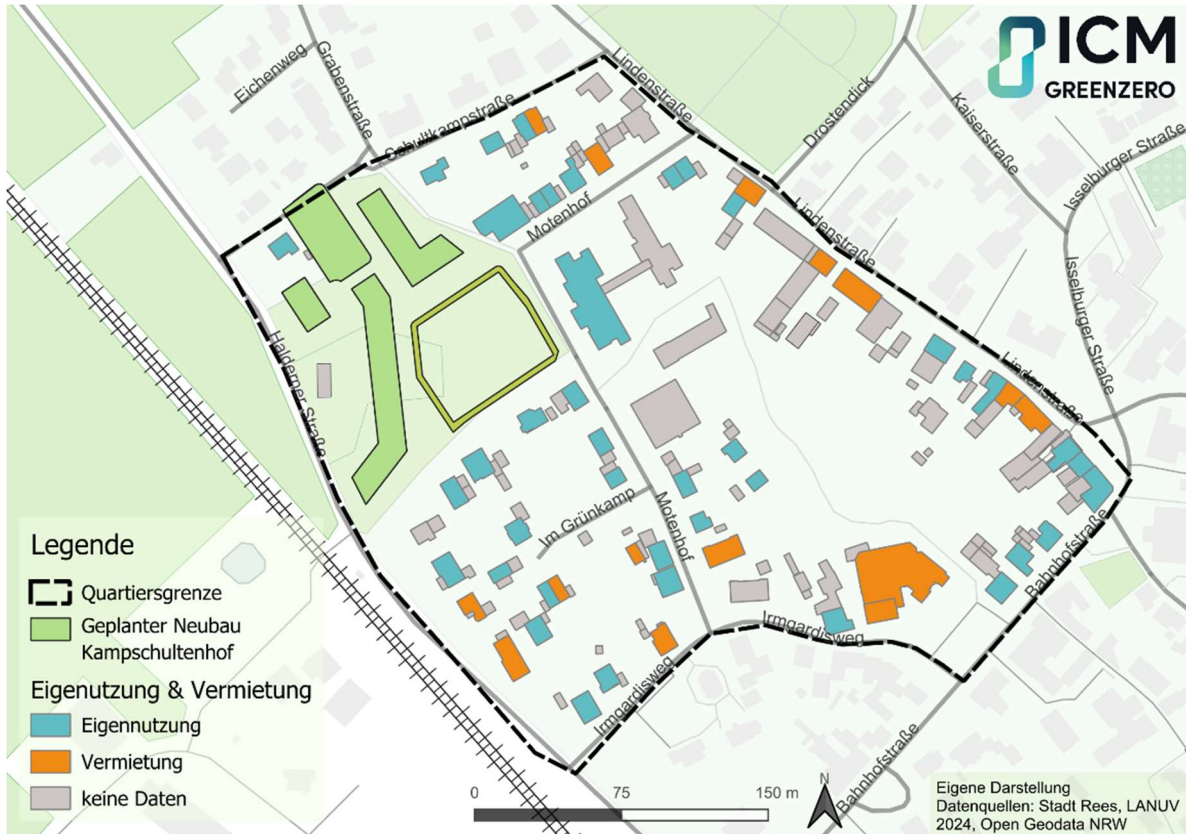 ICM
GREENZERO
Eichenweg
Grabenstraße
Schultkampstraße
Lindenstraße
Drostendick
Kaiserstraße
Isselburger Straße
Motenhof
Lindenstraße
Isselburger Straße
Halderner Straße
Lindenstraße
Im Grünkamp
Motenhof
Bahnhofstraße
Irmgardisweg
Irmgardisweg
Bahnhofstraße
Legende
Quartiersgrenze
Geplanter Neubau
Kampschultenhof
Eigenutzung & Vermietung
Eigennutzung
Vermietung
keine Daten
0 75 150 m
N
Eigene Darstellung
Datenquellen: Stadt Rees, LANUV
2024, Open Geodata NRW